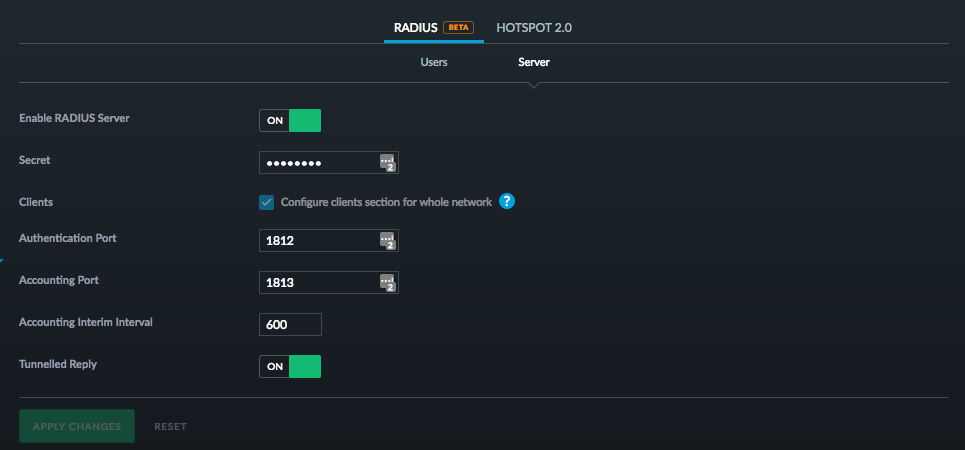 RADIUS BETA HOTSPOT 2.0
Users Server
Enable RADIUS Server ON
Secret ••••••••
Clients Configure clients section for whole network ?
Authentication Port 1812
Accounting Port 1813
Accounting Interim Interval 600
Tunnelled Reply ON
APPLY CHANGES RESET